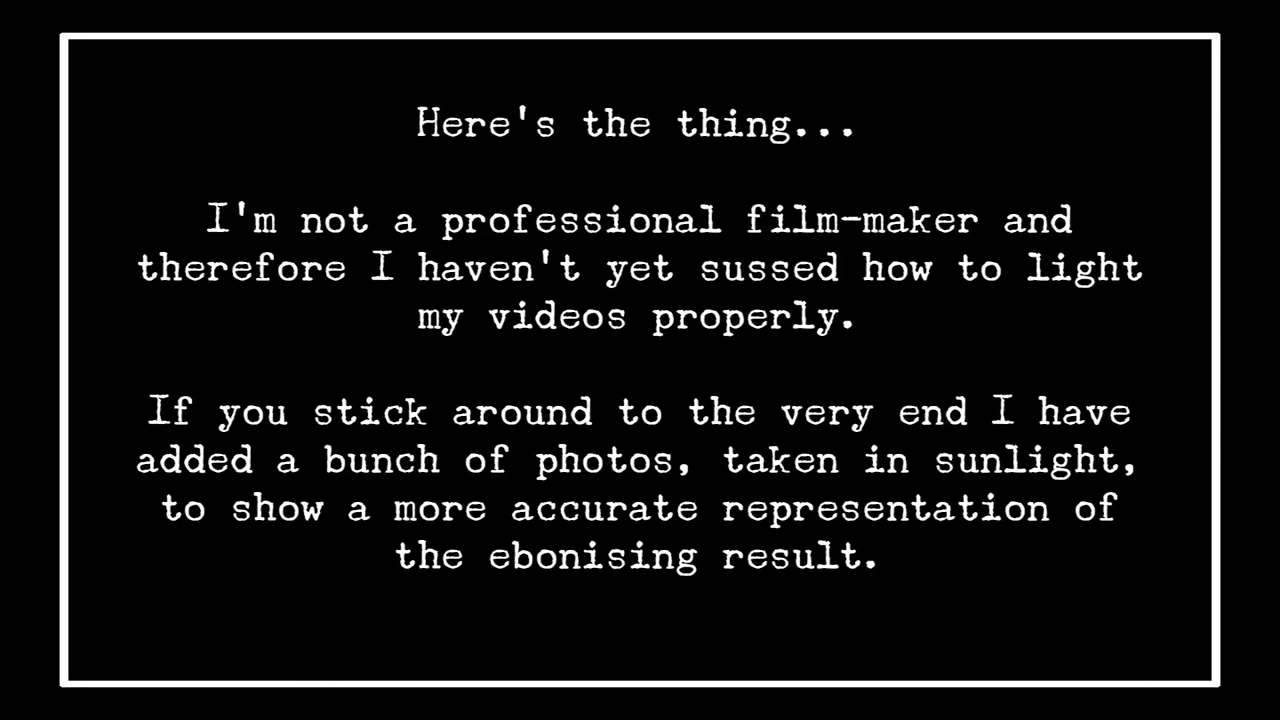 Here's the thing...
I'm not a professional film-maker and
therefore I haven't yet sussed how to light
my videos properly.
If you stick around to the very end I have
added a bunch of photos, taken in sunlight,
to show a more accurate representation of
the ebonising result.